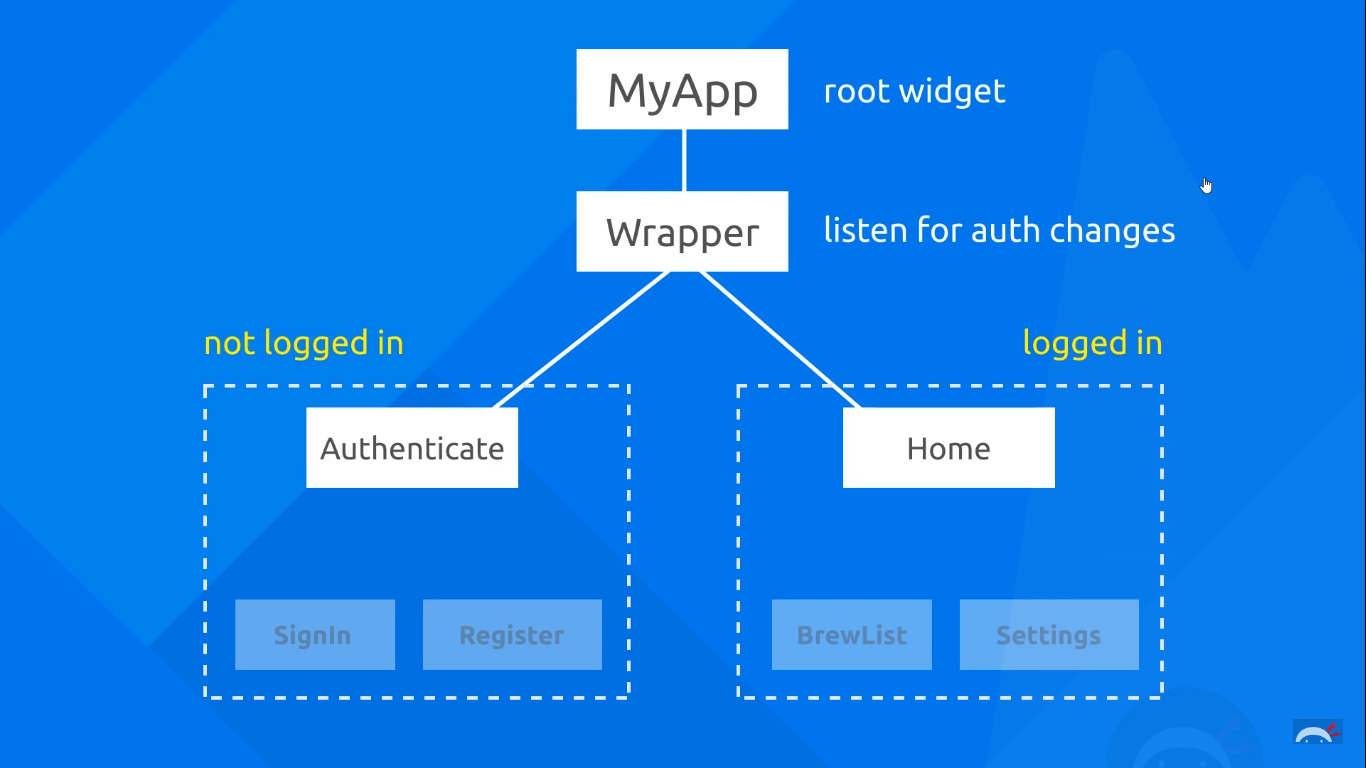 MyApp
root widget
Wrapper
listen for auth changes
not logged in
logged in
Authenticate
Home
SignIn
Register
BrewList
Settings